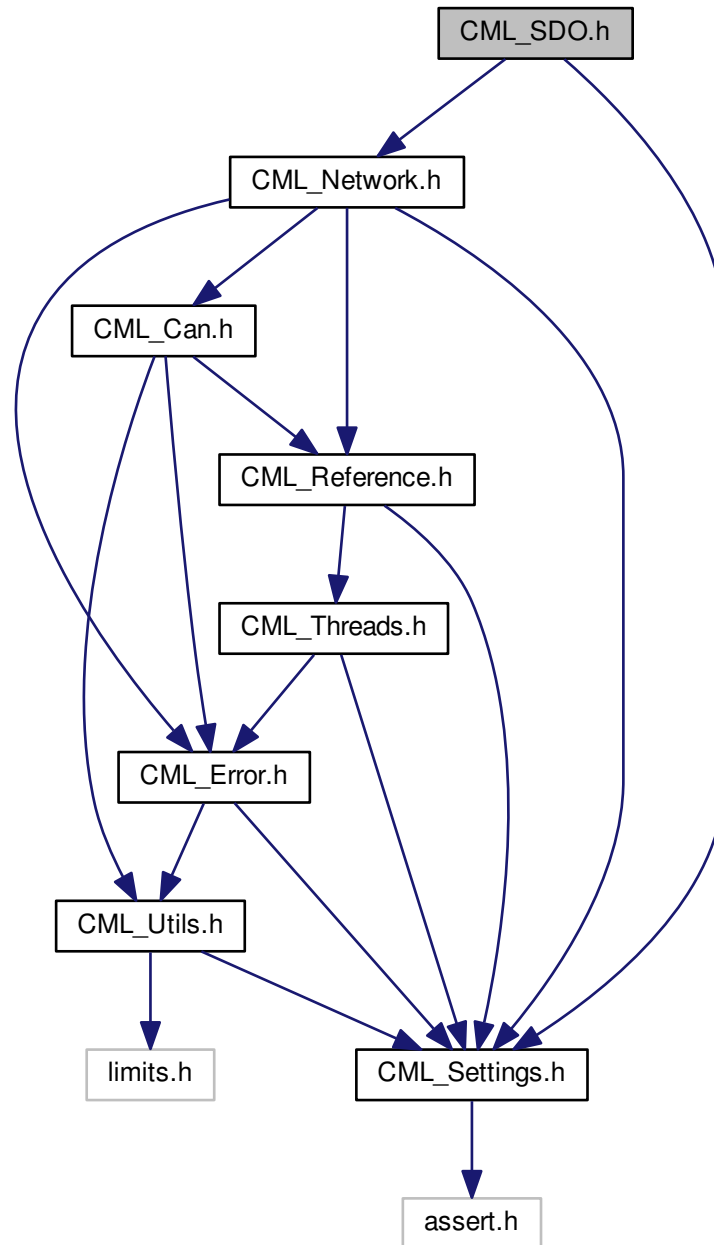 CML_SDO.h
CML_Network.h
CML_Can.h
CML_Reference.h
CML_Threads.h
CML_Error.h
CML_Utils.h
limits.h
CML_Settings.h
assert.h